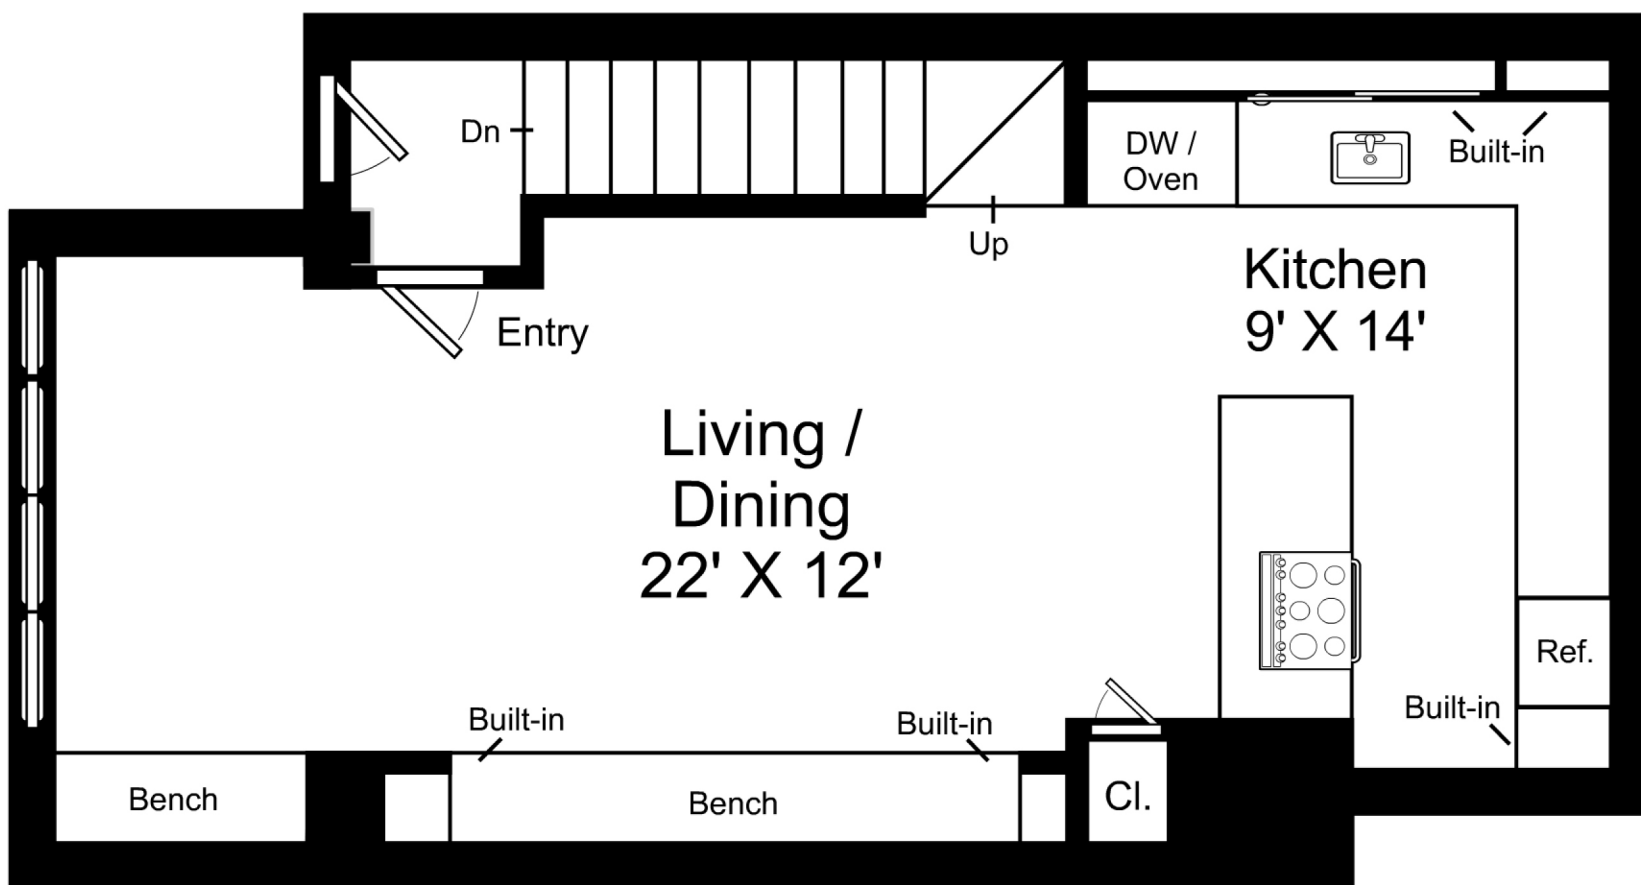 Dn
DW /
Oven
Built-in
Up
Kitchen
9' X 14'
Entry
Living /
Dining
22' X 12'
Ref.
Built-in
Built-in
Built-in
Bench
Bench
Cl.